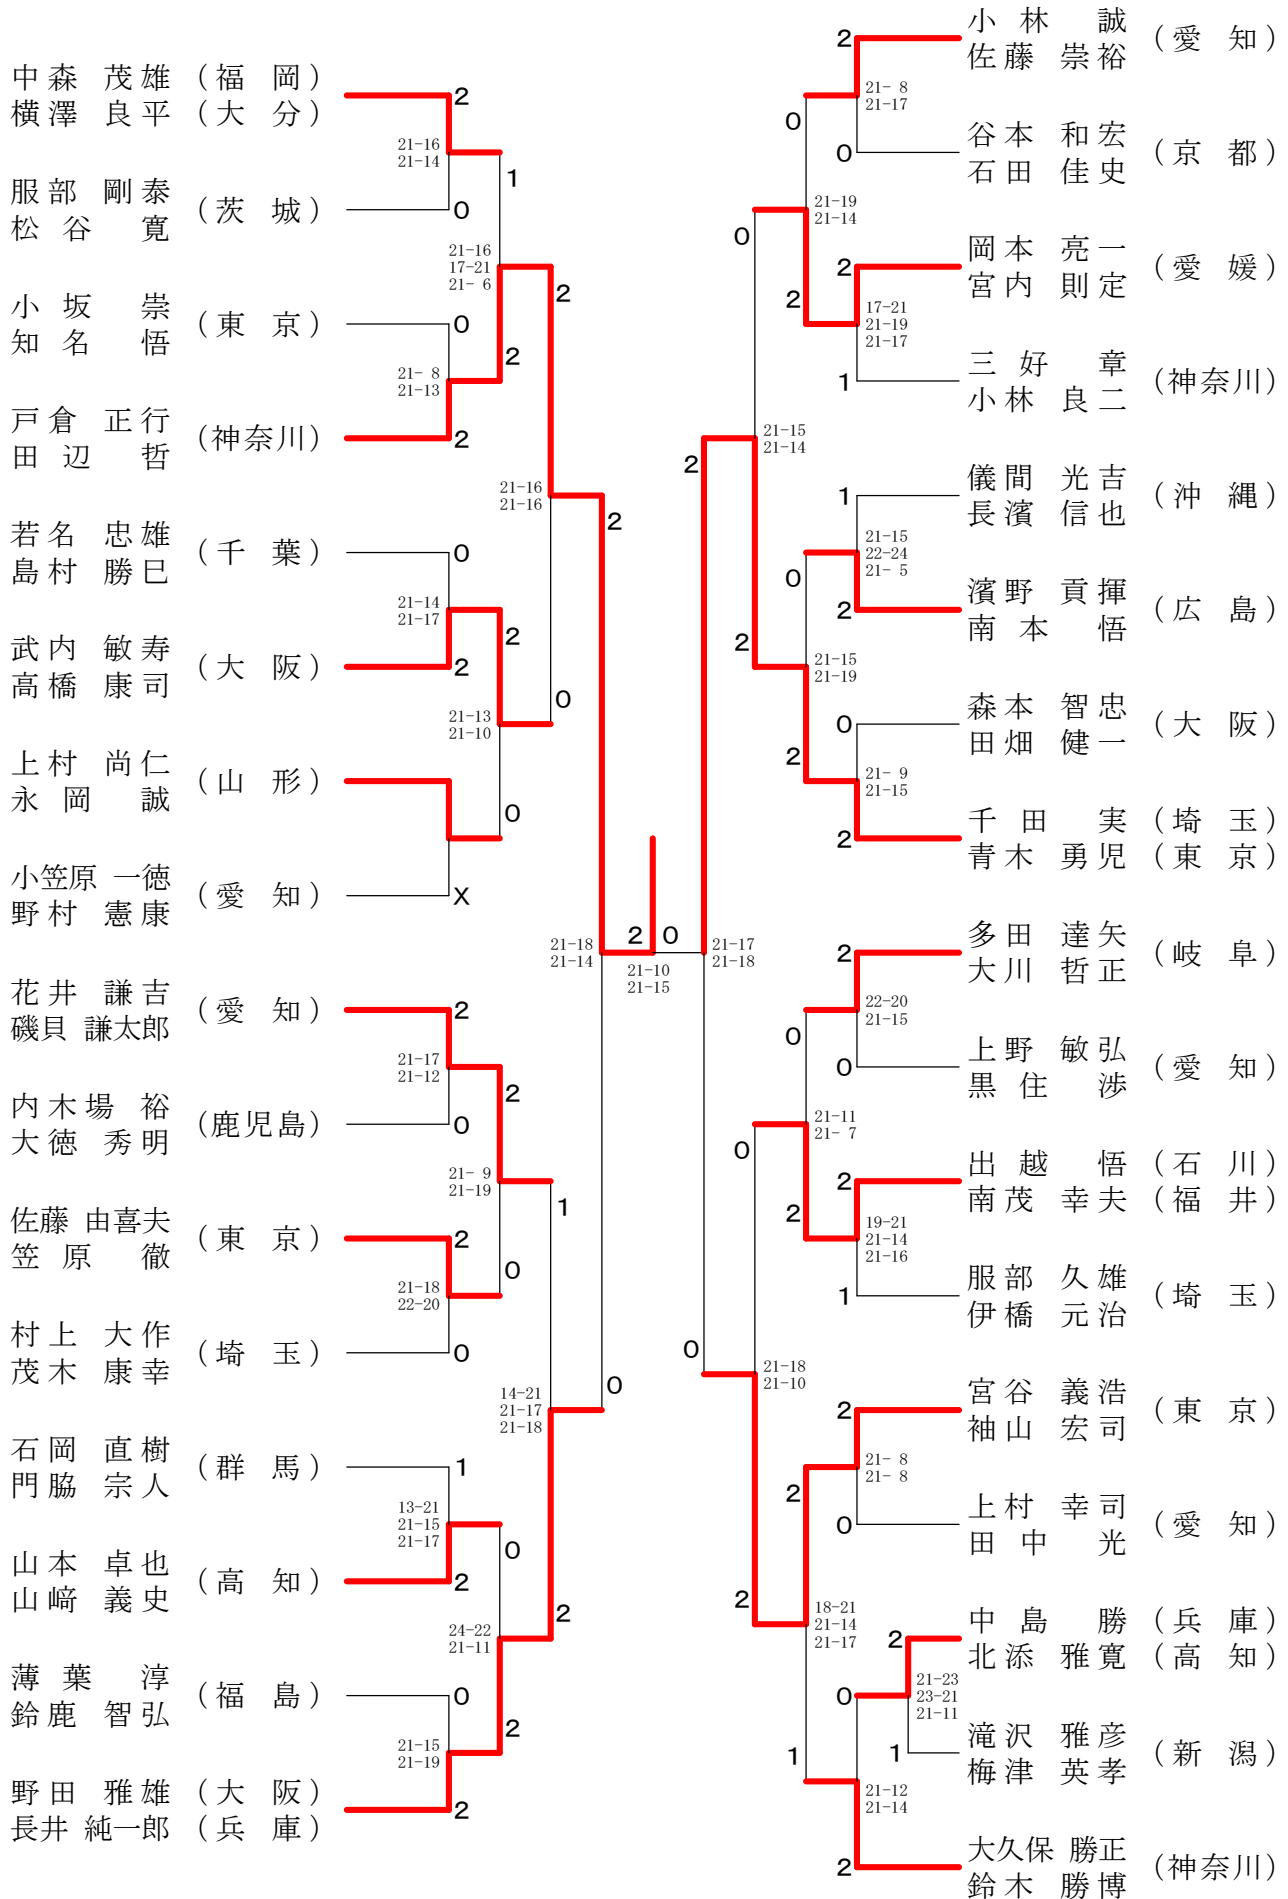 中森 茂雄 (福 岡)
横澤 良平 (大 分)
2
21-16
21-14
1
服部 剛泰
松谷 寛
(茨 城)
0
21-16
17-21
21- 6
2
小坂 崇
知名 悟
(東 京)
0
21- 8
21-13
2
戸倉 正行
田辺 哲
(神奈川)
2
21-16
21-16
2
若名 忠雄
島村 勝巳
(千 葉)
0
21-14
21-17
2
武内 敏寿
高橋 康司
(大 阪)
2
21-13
21-10
0
上村 尚仁
永岡 誠
(山 形)
0
小笠原 一徳
野村 憲康
(愛 知)
X
21-18
21-14
2 0
21-10
21-15
花井 謙吉
磯貝 謙太郎
(愛 知)
2
21-17
21-12
2
内木場 裕
大徳 秀明
(鹿児島)
0
21- 9
21-19
1
佐藤 由喜夫
笠原 徹
(東 京)
2
21-18
22-20
0
村上 大作
茂木 康幸
(埼 玉)
0
14-21
21-17
21-18
0
石岡 直樹
門脇 宗人
(群 馬)
1
13-21
21-15
21-17
0
山本 卓也
山﨑 義史
(高 知)
2
24-22
21-11
2
薄葉 淳
鈴鹿 智弘
(福 島)
0
21-15
21-19
2
野田 雅雄 (大 阪)
長井 純一郎 (兵 庫)
2
2
小林 誠
佐藤 崇裕
(愛 知)
21- 8
21-17
0
0
谷本 和宏
石田 佳史
(京 都)
21-19
21-14
0
2
岡本 亮一
宮内 則定
(愛 媛)
2
17-21
21-19
21-17
1
三好 章
小林 良二
(神奈川)
21-15
21-14
2
1
儀間 光吉
長濱 信也
(沖 縄)
21-15
22-24
21- 5
0
2
濱野 貢揮
南本 悟
(広 島)
2
21-15
21-19
0
森本 智忠
田畑 健一
(大 阪)
2
21- 9
21-15
2
千田 実 (埼 玉)
青木 勇児 (東 京)
21-17
21-18
2
多田 達矢
大川 哲正
(岐 阜)
22-20
21-15
0
0
上野 敏弘
黒住 渉
(愛 知)
21-11
21- 7
0
2
出越 悟 (石 川)
南茂 幸夫 (福 井)
2
19-21
21-14
21-16
1
服部 久雄
伊橋 元治
(埼 玉)
0
21-18
21-10
2
宮谷 義浩
袖山 宏司
(東 京)
21- 8
21- 8
2
0
上村 幸司
田中 光
(愛 知)
2
18-21
21-14
21-17
2
中島 勝 (兵 庫)
北添 雅寛 (高 知)
0
21-23
23-21
21-11
1
滝沢 雅彦
梅津 英孝
(新 潟)
1
21-12
21-14
2
大久保 勝正
鈴木 勝博
(神奈川)